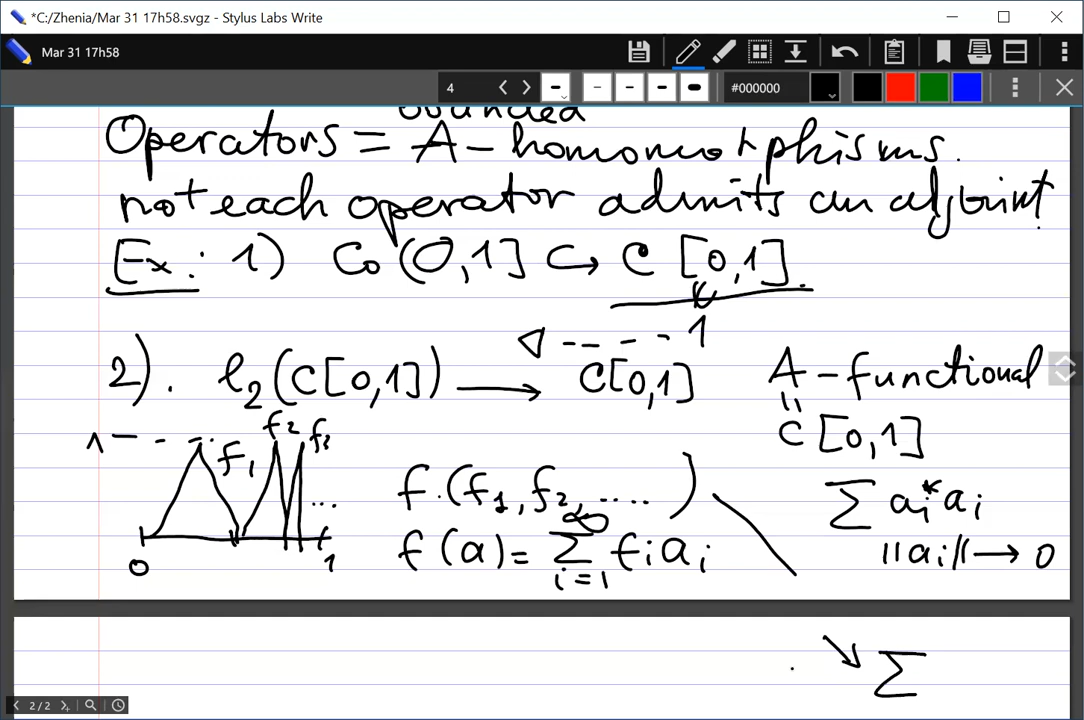 *C:/Zhenia/Mar 31 17h58.svgz - Stylus Labs Write
Mar 31 17h58
4
#000000
bounded
Operators = A - homomorphisms.
not each operator admits an adjoint.
Ex: 1) C₀(0,1] ↪ C[0,1].
1
2). l₂(C[0,1]) → C[0,1] A - functional
1 f₁ f₂ f₃ ... = C[0,1]
f.(f₁, f₂, ....) Σ aᵢ*aᵢ
0 1 f(a) = Σ_{i=1}^∞ fᵢaᵢ ||aᵢ|| → 0
↘ Σ
2/2